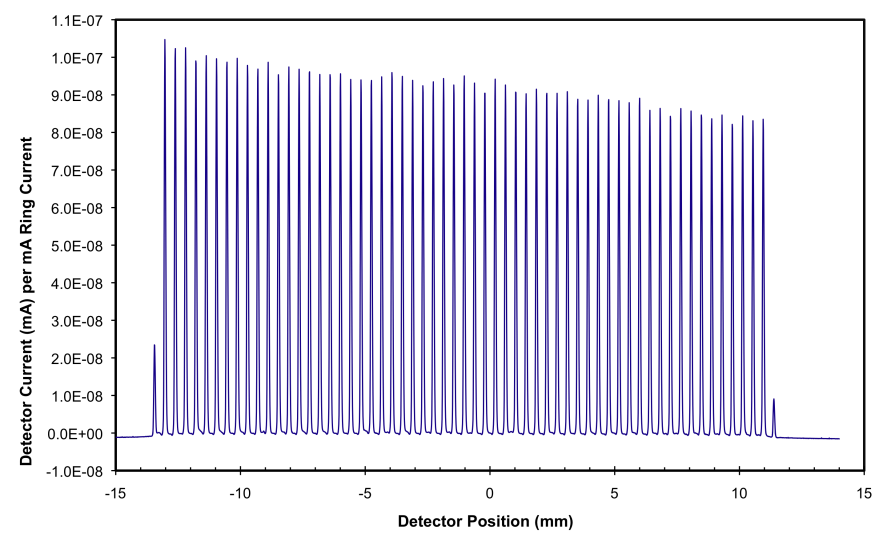 1.1E-07
1.0E-07
9.0E-08
8.0E-08
7.0E-08
6.0E-08
5.0E-08
4.0E-08
3.0E-08
2.0E-08
1.0E-08
0.0E+00
-1.0E-08
Detector Current (mA) per mA Ring Current
-15 -10 -5 0 5 10 15
Detector Position (mm)